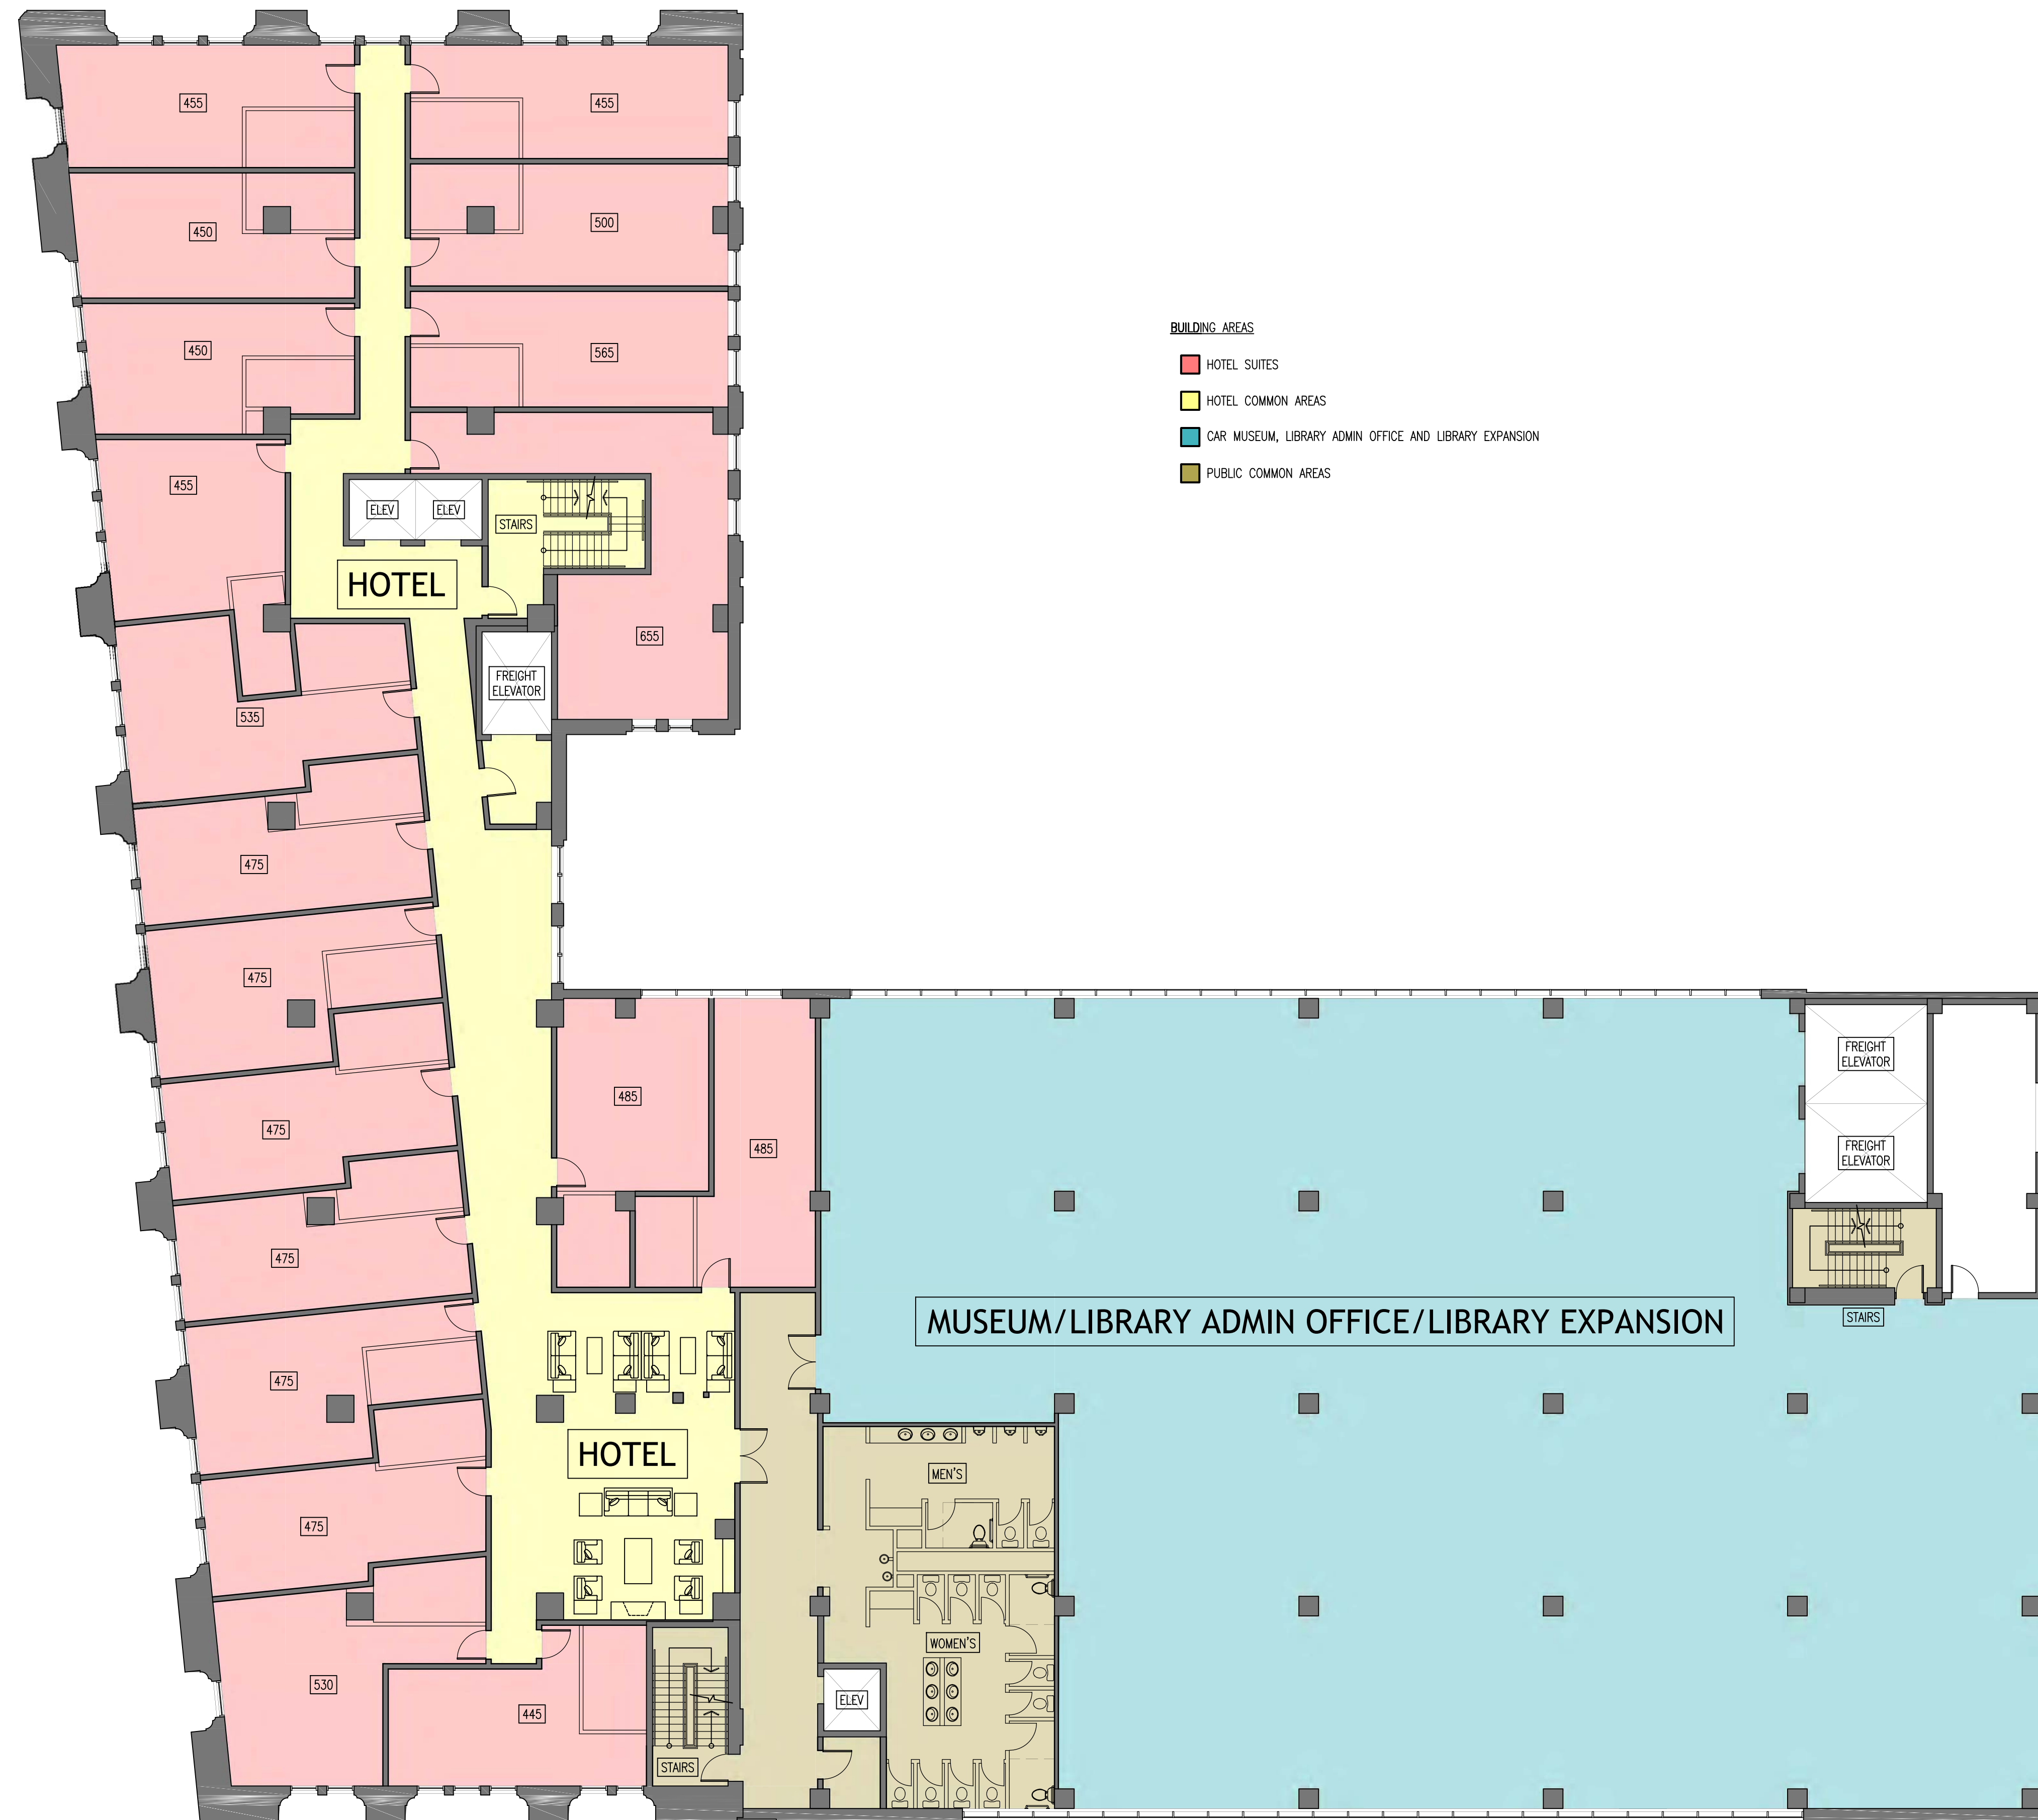 455
455
450
500
BUILDING AREAS
450
565
HOTEL SUITES
HOTEL COMMON AREAS
CAR MUSEUM, LIBRARY ADMIN OFFICE AND LIBRARY EXPANSION
PUBLIC COMMON AREAS
455
ELEV
ELEV
STAIRS
HOTEL
655
FREIGHT
ELEVATOR
535
475
475
FREIGHT
ELEVATOR
485
475
485
FREIGHT
ELEVATOR
475
MUSEUM/LIBRARY ADMIN OFFICE/LIBRARY EXPANSION
STAIRS
475
HOTEL
MEN'S
475
WOMEN'S
530
ELEV
445
STAIRS